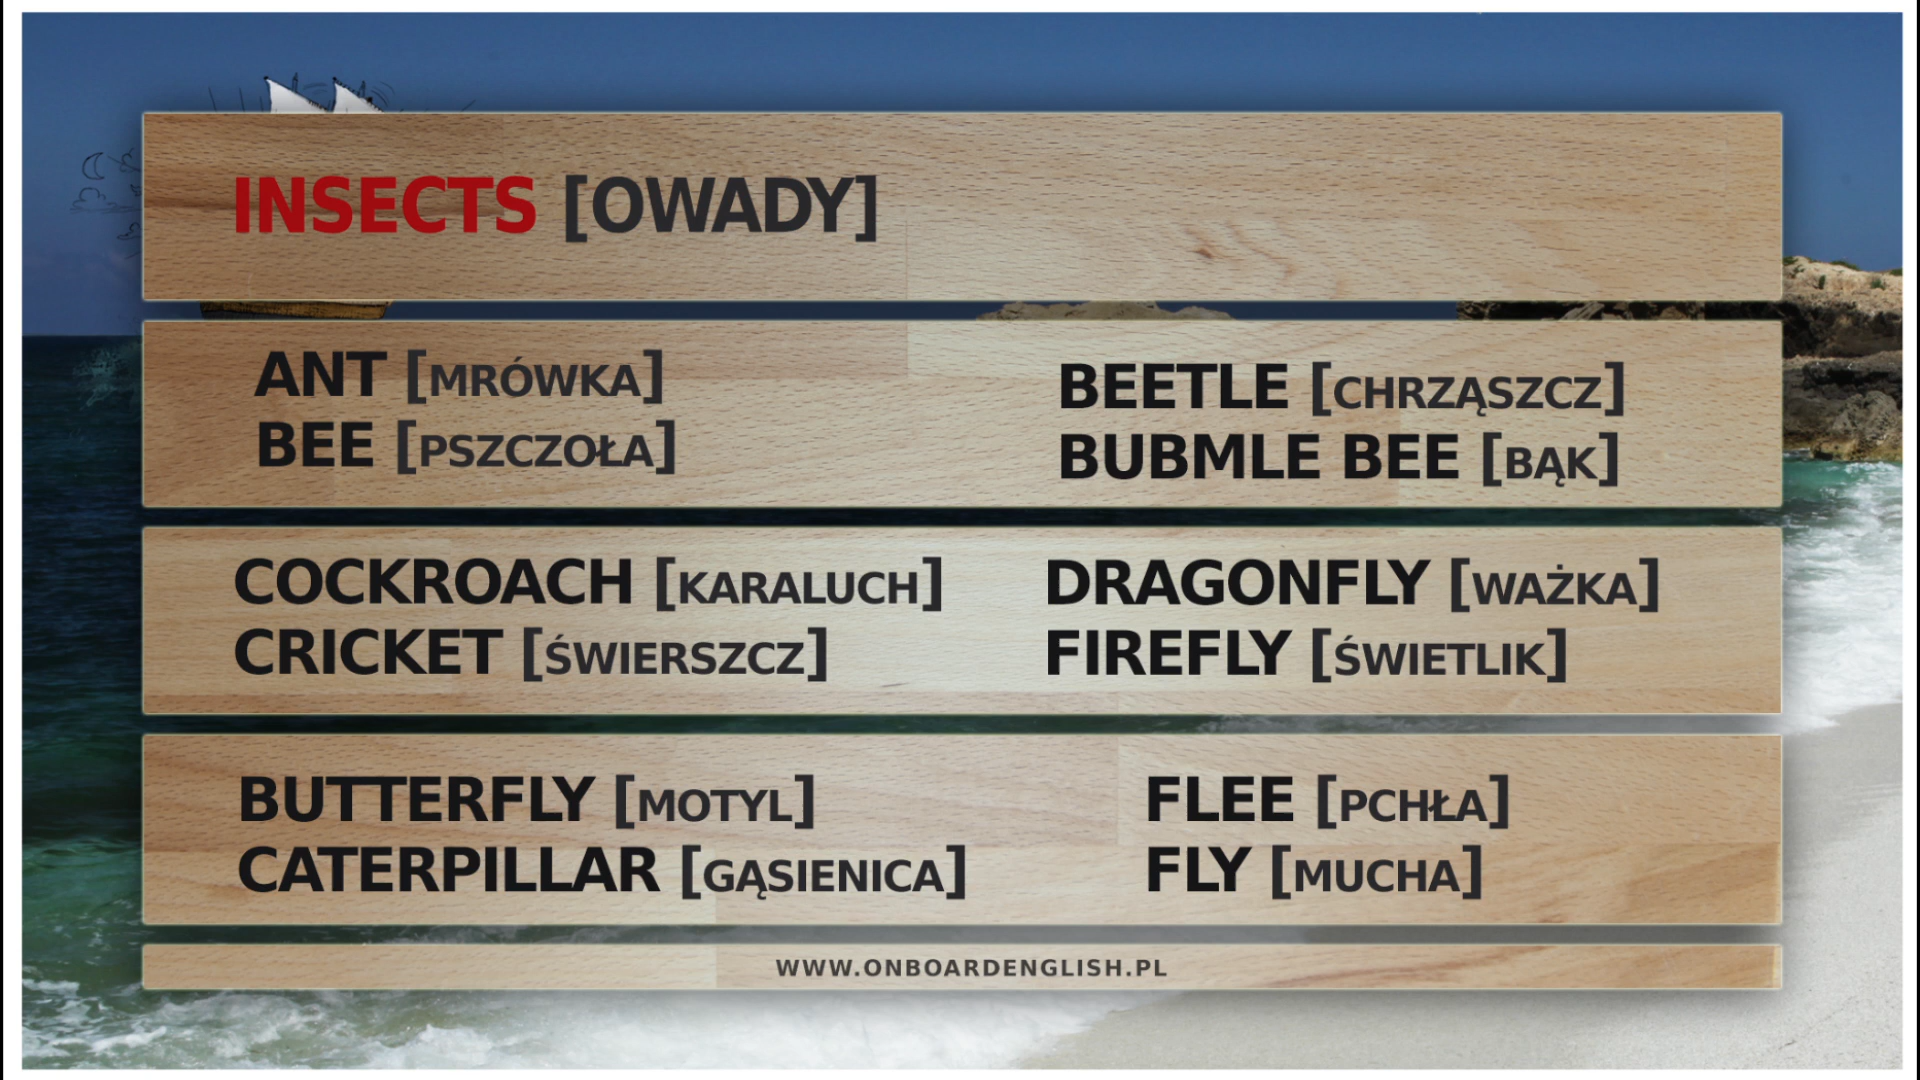 INSECTS [OWADY]
ANT [MRÓWKA]
BEE [PSZCZOŁA]
BEETLE [CHRZĄSZCZ]
BUBMLE BEE [BĄK]
COCKROACH [KARALUCH]
CRICKET [ŚWIERSZCZ]
DRAGONFLY [WAŻKA]
FIREFLY [ŚWIETLIK]
BUTTERFLY [MOTYL]
CATERPILLAR [GĄSIENICA]
FLEE [PCHŁA]
FLY [MUCHA]
WWW.ONBOARDENGLISH.PL